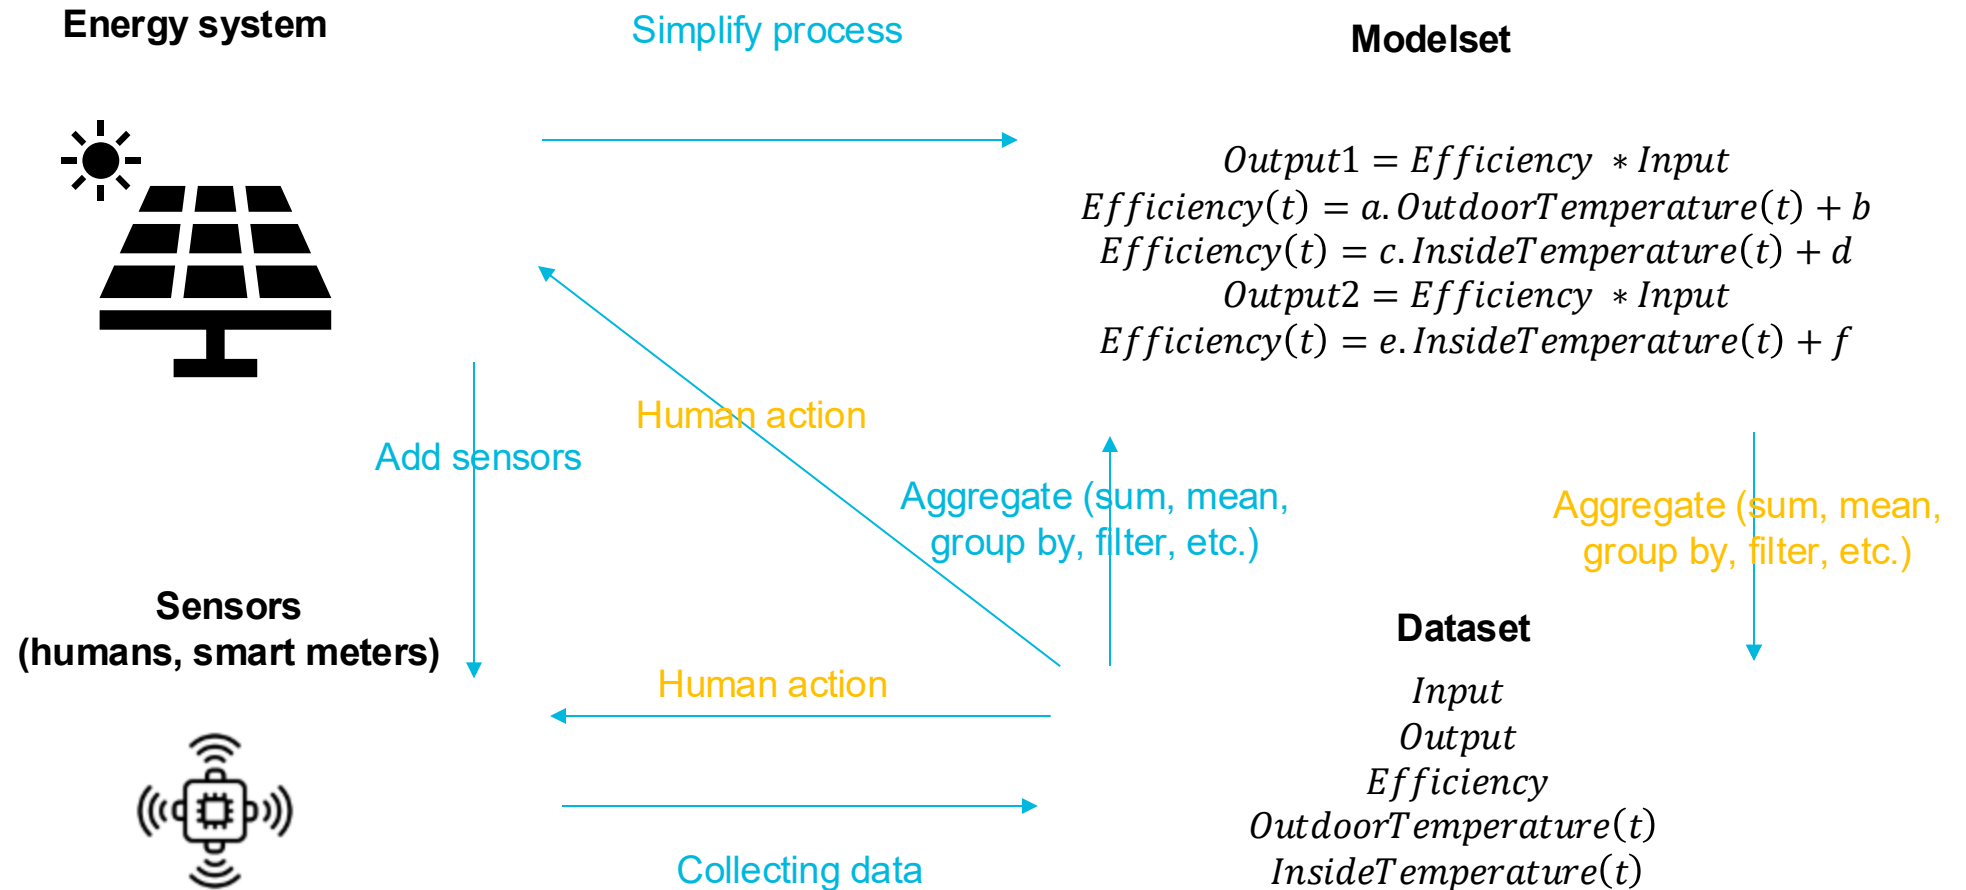 Energy system
Simplify process
Modelset
Output1 = Efficiency ∗ Input
Efficiency(t) = a. OutdoorTemperature(t) + b
Efficiency(t) = c. InsideTemperature(t) + d
Output2 = Efficiency ∗ Input
Efficiency(t) = e. InsideTemperature(t) + f
Human action
Add sensors
Aggregate (sum, mean,
group by, filter, etc.)
Aggregate (sum, mean,
group by, filter, etc.)
Sensors
(humans, smart meters)
Dataset
Human action
Input
Output
Efficiency
OutdoorTemperature(t)
InsideTemperature(t)
Collecting data